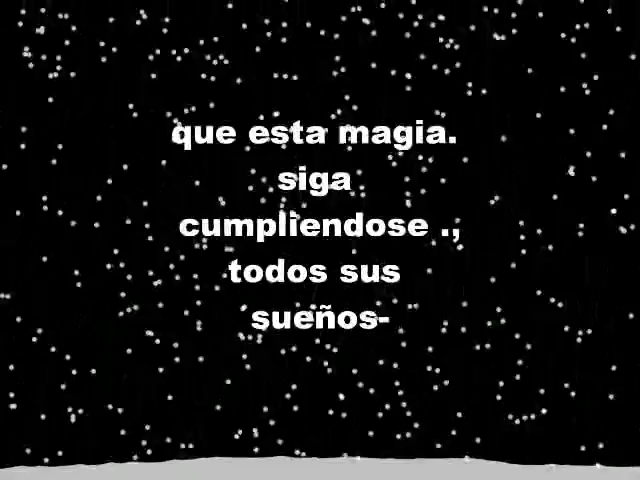 que esta magia.
siga
cumpliendose .,
todos sus
sueños-